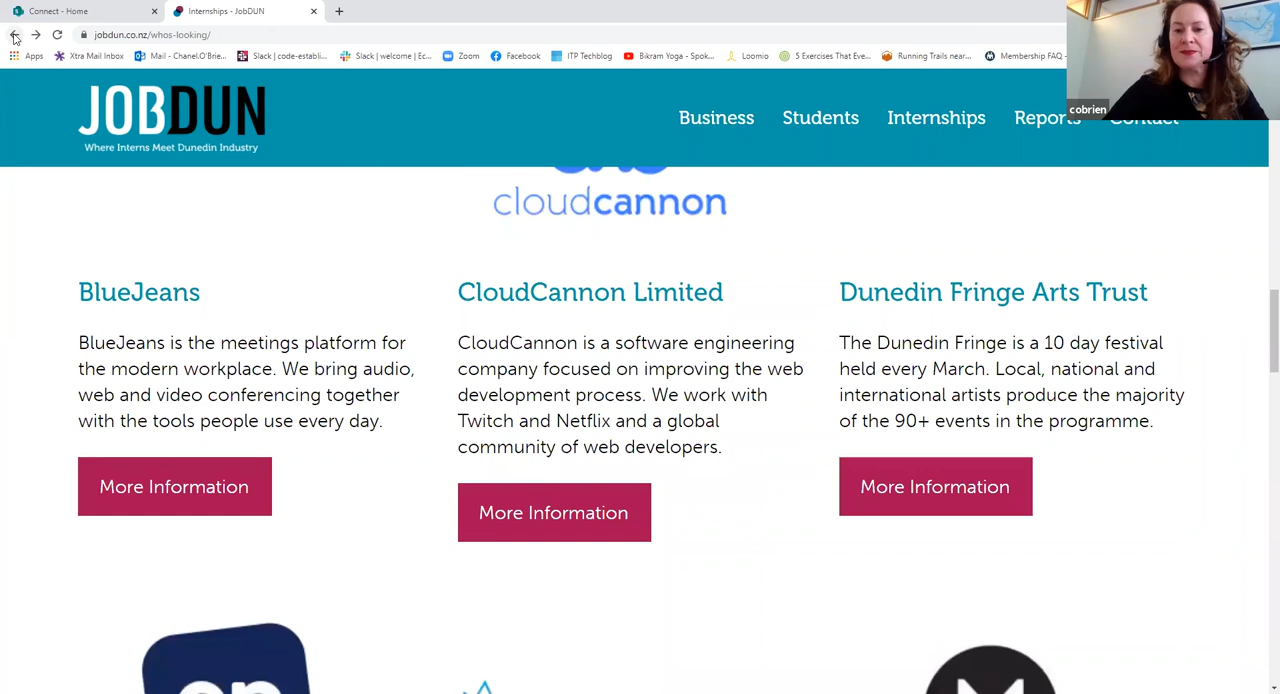 Connect - Home
Internships - JobDUN
jobdun.co.nz/whos-looking/
Apps
Xtra Mail Inbox
Mail - Chanel.O'Brie...
Slack | code-establi...
Slack | welcome | Ec...
Zoom
Facebook
ITP Techblog
Bikram Yoga - Spok...
Loomio
5 Exercises That Eve...
Running Trails near...
Membership FAQ -
cobrien
JOBDUN
Where Interns Meet Dunedin Industry
Business
Students
Internships
Reports
Contact
cloudcannon
BlueJeans
BlueJeans is the meetings platform for
the modern workplace. We bring audio,
web and video conferencing together
with the tools people use every day.
More Information
CloudCannon Limited
CloudCannon is a software engineering
company focused on improving the web
development process. We work with
Twitch and Netflix and a global
community of web developers.
More Information
Dunedin Fringe Arts Trust
The Dunedin Fringe is a 10 day festival
held every March. Local, national and
international artists produce the majority
of the 90+ events in the programme.
More Information